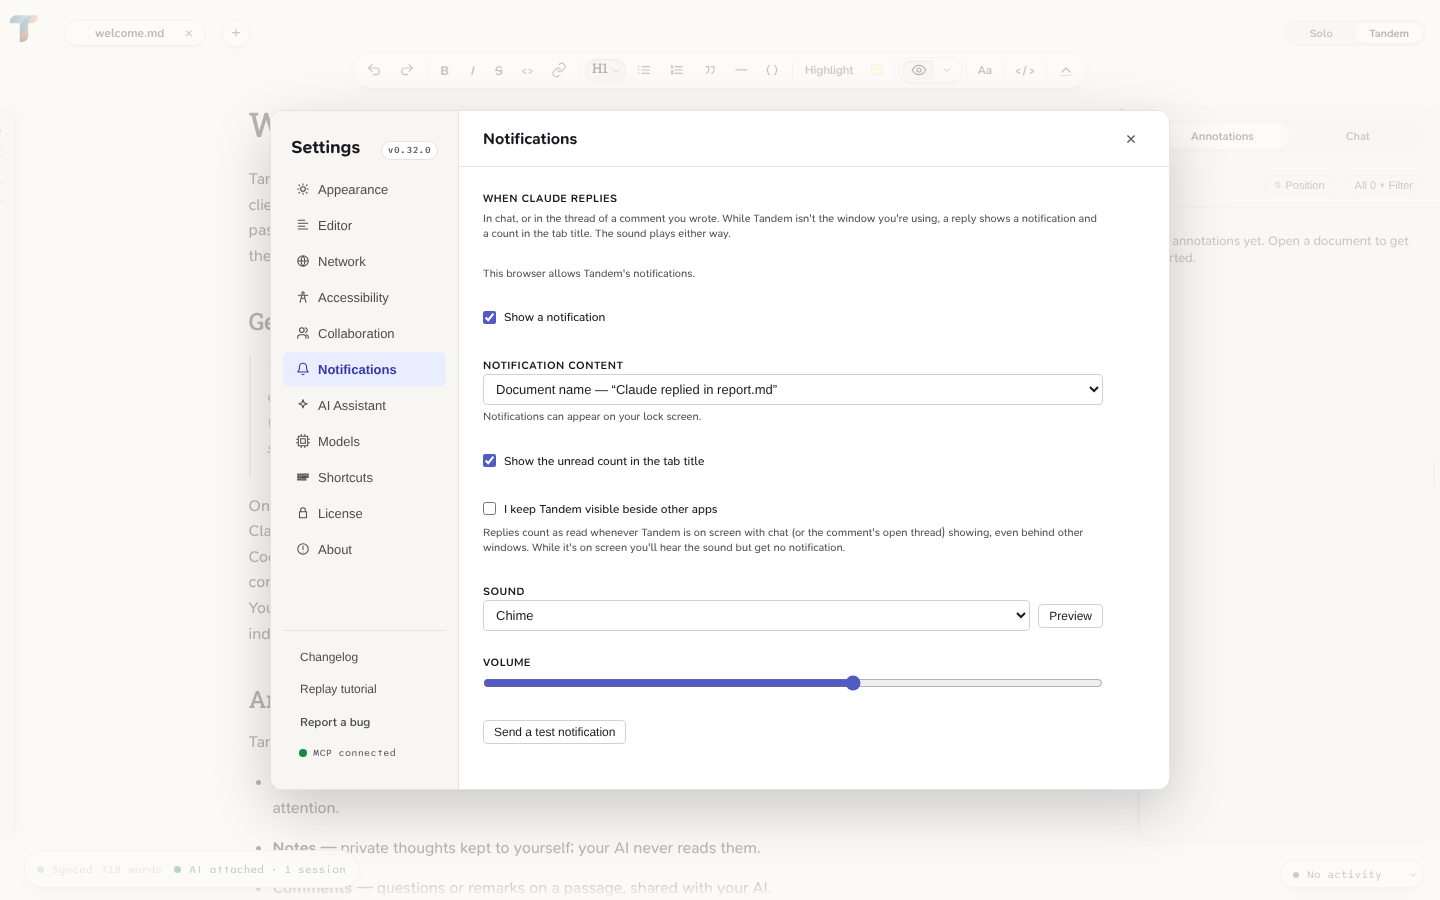 welcome.md
Solo
Tandem
B
I
S
H1
Highlight
Aa
Settings
v0.32.0
Appearance
Editor
Network
Accessibility
Collaboration
Notifications
AI Assistant
Models
Shortcuts
License
About
Changelog
Replay tutorial
Report a bug
MCP connected
Notifications
WHEN CLAUDE REPLIES
In chat, or in the thread of a comment you wrote. While Tandem isn't the window you're using, a reply shows a notification and
a count in the tab title. The sound plays either way.
This browser allows Tandem's notifications.
Show a notification
NOTIFICATION CONTENT
Document name — “Claude replied in report.md”
Notifications can appear on your lock screen.
Show the unread count in the tab title
I keep Tandem visible beside other apps
Replies count as read whenever Tandem is on screen with chat (or the comment's open thread) showing, even behind other
windows. While it's on screen you'll hear the sound but get no notification.
SOUND
Chime
Preview
VOLUME
Send a test notification
Annotations
Chat
Position
All 0
Filter
annotations yet. Open a document to get
attention.
Notes — private thoughts kept to yourself; your AI never reads them.
Comments — questions or remarks on a passage, shared with your AI.
Synced 718 words
AI attached · 1 session
No activity